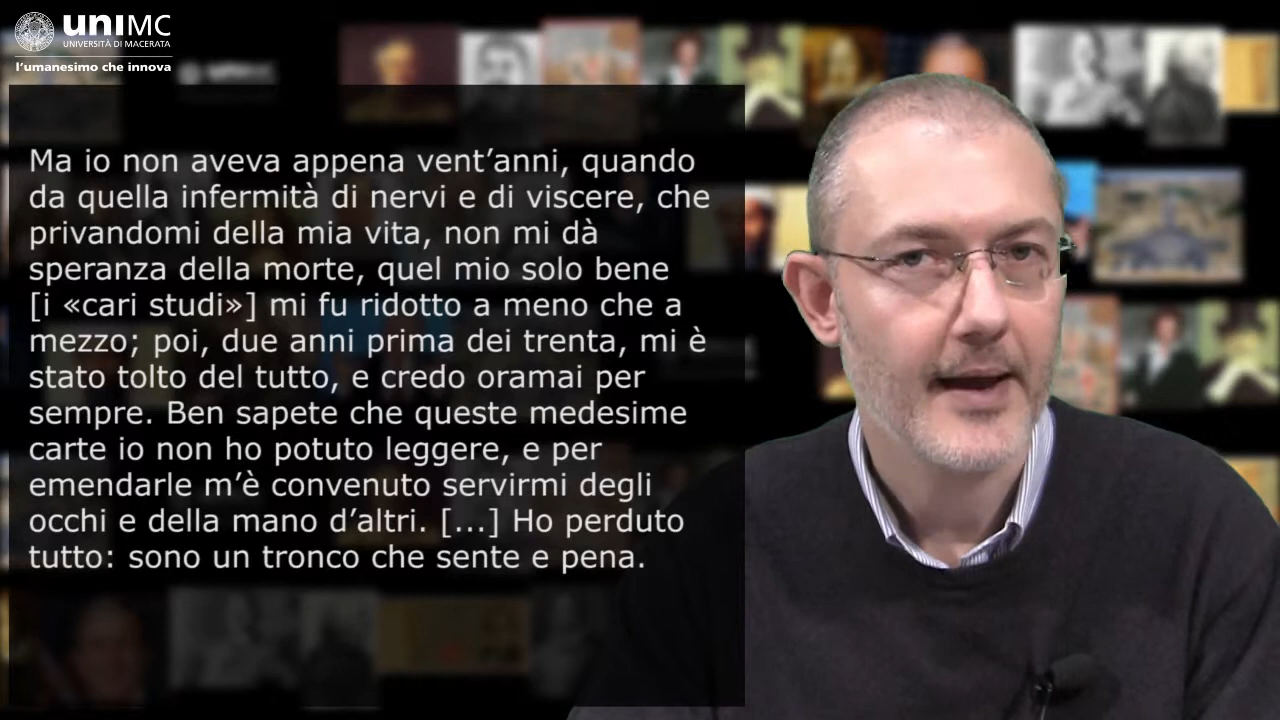 uniMC
UNIVERSITÀ DI MACERATA
l'umanesimo che innova
Ma io non aveva appena vent’anni, quando
da quella infermità di nervi e di viscere, che
privandomi della mia vita, non mi dà
speranza della morte, quel mio solo bene
[i «cari studi»] mi fu ridotto a meno che a
mezzo; poi, due anni prima dei trenta, mi è
stato tolto del tutto, e credo oramai per
sempre. Ben sapete che queste medesime
carte io non ho potuto leggere, e per
emendarle m’è convenuto servirmi degli
occhi e della mano d’altri. [...] Ho perduto
tutto: sono un tronco che sente e pena.